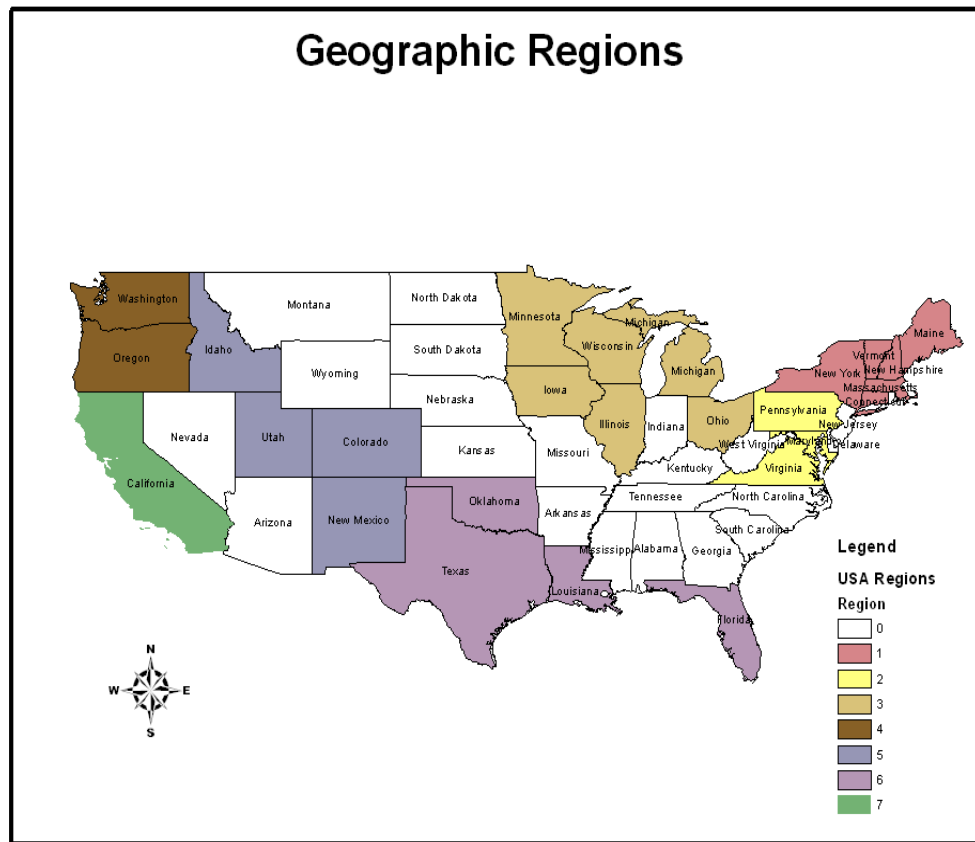 Geographic Regions
Washington
Montana
North Dakota
Minnesota
Michigan
Maine
Oregon
Idaho
South Dakota
Wisconsin
Vermont
New Hampshire
Wyoming
Michigan
New York
Massachusetts
Connecticut
Nebraska
Iowa
Pennsylvania
Nevada
Utah
Colorado
Illinois
Indiana
Ohio
New Jersey
Maryland
Delaware
Kansas
Missouri
West Virginia
California
Kentucky
Virginia
Arizona
New Mexico
Oklahoma
Arkansas
Tennessee
North Carolina
South Carolina
Mississippi
Alabama
Georgia
Texas
Louisiana
Florida
N
W
E
S
Legend
USA Regions
Region
0
1
2
3
4
5
6
7